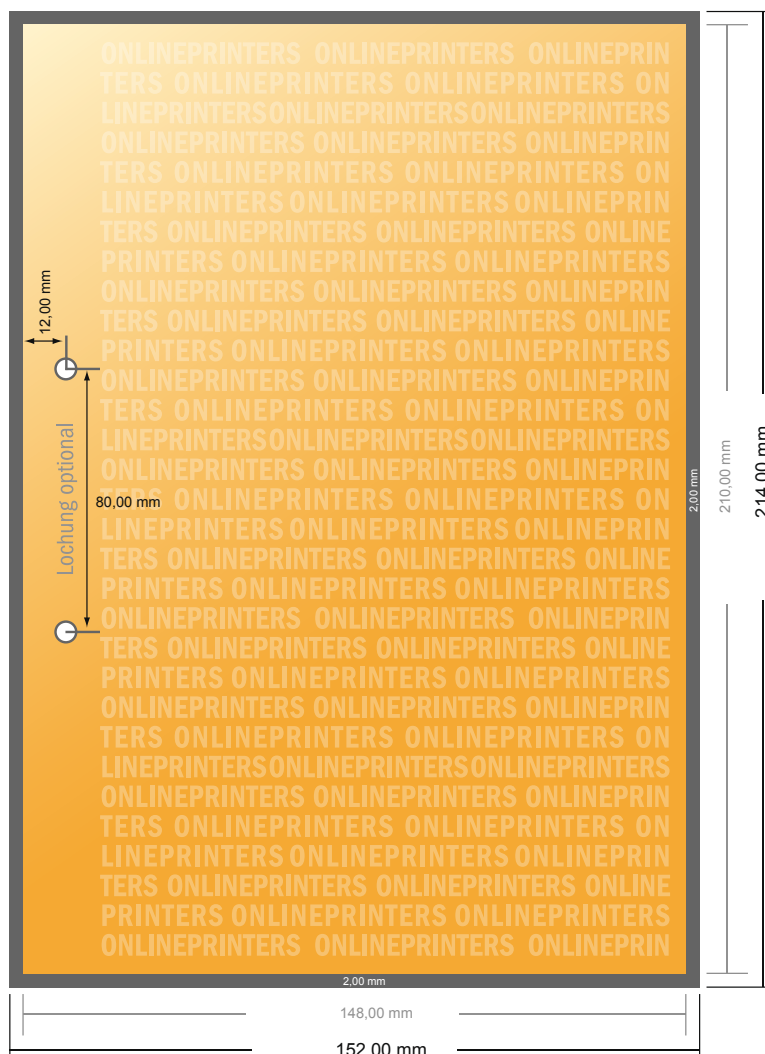 ONLINEPRINTERS ONLINEPRINTERS ONLINEPRIN
TERS ONLINEPRINTERS ONLINEPRINTERS ON
LINEPRINTERSONLINEPRINTERSONLINEPRINTERS
ONLINEPRINTERS ONLINEPRINTERS ONLINEPRIN
TERS ONLINEPRINTERS ONLINEPRINTERS ON
LINEPRINTERS ONLINEPRINTERS ONLINEPRIN
TERS ONLINEPRINTERS ONLINEPRINTERS ONLINE
PRINTERS ONLINEPRINTERS ONLINEPRINTERS
ONLINEPRINTERS ONLINEPRINTERS ONLINEPRIN
12,00 mm
TERS ONLINEPRINTERS ONLINEPRINTERS ONLINE
PRINTERS ONLINEPRINTERS ONLINEPRINTERS
ONLINEPRINTERS ONLINEPRINTERS ONLINEPRIN
TERS ONLINEPRINTERS ONLINEPRINTERS ON
LINEPRINTERSONLINEPRINTERSONLINEPRINTERS
ONLINEPRINTERS ONLINEPRINTERS ONLINEPRIN
Lochung optional
80,00 mm
TERS ONLINEPRINTERS ONLINEPRINTERS ON
2,00 mm
210,00 mm
214,00 mm
LINEPRINTERS ONLINEPRINTERS ONLINEPRIN
TERS ONLINEPRINTERS ONLINEPRINTERS ONLINE
PRINTERS ONLINEPRINTERS ONLINEPRINTERS
ONLINEPRINTERS ONLINEPRINTERS ONLINEPRIN
TERS ONLINEPRINTERS ONLINEPRINTERS ONLINE
PRINTERS ONLINEPRINTERS ONLINEPRINTERS
ONLINEPRINTERS ONLINEPRINTERS ONLINEPRIN
TERS ONLINEPRINTERS ONLINEPRINTERS ON
LINEPRINTERSONLINEPRINTERSONLINEPRINTERS
ONLINEPRINTERS ONLINEPRINTERS ONLINEPRIN
TERS ONLINEPRINTERS ONLINEPRINTERS ON
LINEPRINTERS ONLINEPRINTERS ONLINEPRIN
TERS ONLINEPRINTERS ONLINEPRINTERS ONLINE
PRINTERS ONLINEPRINTERS ONLINEPRINTERS
ONLINEPRINTERS ONLINEPRINTERS ONLINEPRIN
2,00 mm
148,00 mm
152,00 mm